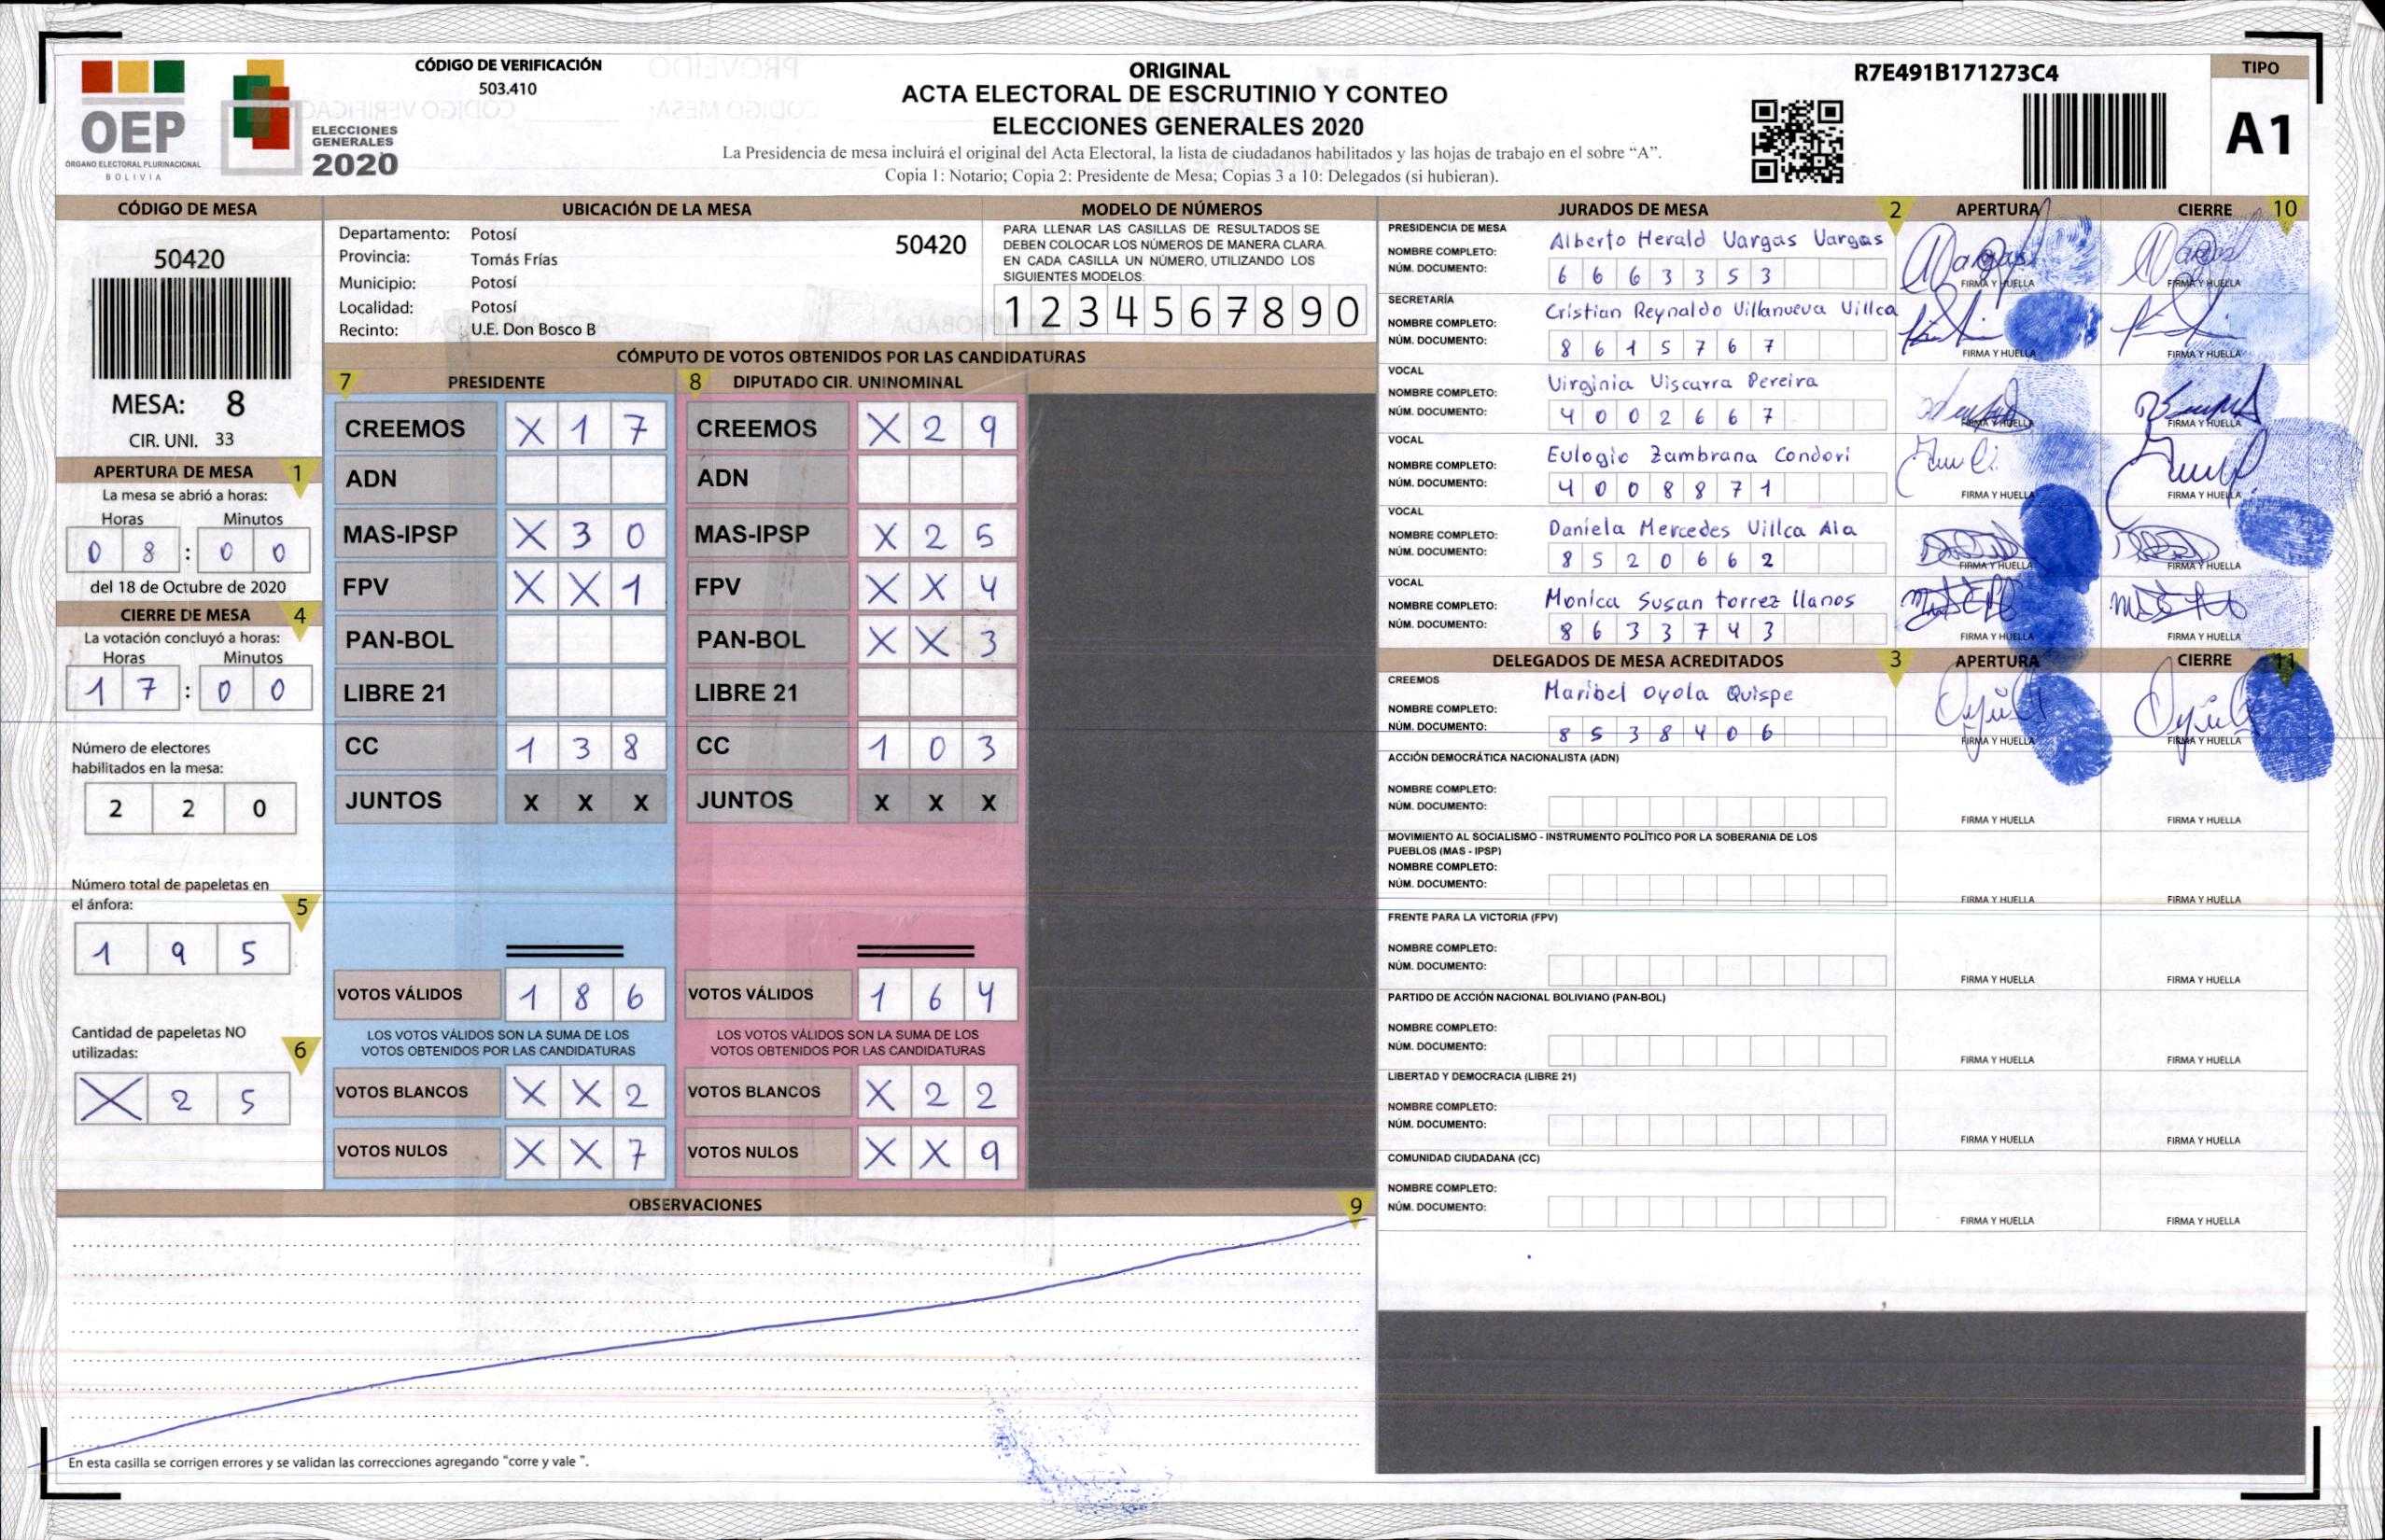 CÓDIGO DE VERIFICACIÓN
503.410
OEP
ÓRGANO ELECTORAL PLURINACIONAL
BOLIVIA
ELECCIONES
GENERALES
2020
ORIGINAL
ACTA ELECTORAL DE ESCRUTINIO Y CONTEO
ELECCIONES GENERALES 2020
La Presidencia de mesa incluirá el original del Acta Electoral, la lista de ciudadanos habilitados y las hojas de trabajo en el sobre “A”.
Copia 1: Notario; Copia 2: Presidente de Mesa; Copias 3 a 10: Delegados (si hubieran).
R7E491B171273C4
TIPO
A1
CÓDIGO DE MESA
50420
MESA: 8
CIR. UNI. 33
APERTURA DE MESA 1
La mesa se abrió a horas:
Horas Minutos
0 8 : 0 0
del 18 de Octubre de 2020
CIERRE DE MESA 4
La votación concluyó a horas:
Horas Minutos
1 7 : 0 0
Número de electores
habilitados en la mesa:
2 2 0
Número total de papeletas en
el ánfora: 5
1 9 5
Cantidad de papeletas NO
utilizadas: 6
X 2 5
UBICACIÓN DE LA MESA
Departamento: Potosí
50420
Provincia: Tomás Frías
Municipio: Potosí
Localidad: Potosí
Recinto: U.E. Don Bosco B
MODELO DE NÚMEROS
PARA LLENAR LAS CASILLAS DE RESULTADOS SE
DEBEN COLOCAR LOS NÚMEROS DE MANERA CLARA.
EN CADA CASILLA UN NÚMERO, UTILIZANDO LOS
SIGUIENTES MODELOS:
1 2 3 4 5 6 7 8 9 0
CÓMPUTO DE VOTOS OBTENIDOS POR LAS CANDIDATURAS
7 PRESIDENTE
CREEMOS X 1 7
ADN
MAS-IPSP X 3 0
FPV X X 1
PAN-BOL
LIBRE 21
CC 1 3 8
JUNTOS X X X
VOTOS VÁLIDOS 1 8 6
LOS VOTOS VÁLIDOS SON LA SUMA DE LOS
VOTOS OBTENIDOS POR LAS CANDIDATURAS
VOTOS BLANCOS X X 2
VOTOS NULOS X X 7
8 DIPUTADO CIR. UNINOMINAL
CREEMOS X 2 9
ADN
MAS-IPSP X 2 5
FPV X X 4
PAN-BOL X X 3
LIBRE 21
CC 1 0 3
JUNTOS X X X
VOTOS VÁLIDOS 1 6 4
LOS VOTOS VÁLIDOS SON LA SUMA DE LOS
VOTOS OBTENIDOS POR LAS CANDIDATURAS
VOTOS BLANCOS X 2 2
VOTOS NULOS X X 9
OBSERVACIONES 9
En esta casilla se corrigen errores y se validan las correcciones agregando "corre y vale ".
JURADOS DE MESA 2 APERTURA CIERRE 10
PRESIDENCIA DE MESA
NOMBRE COMPLETO: Alberto Herald Vargas Vargas
NÚM. DOCUMENTO: 6 6 6 3 3 5 3
FIRMA Y HUELLA FIRMA Y HUELLA
SECRETARÍA
NOMBRE COMPLETO: Cristian Reynaldo Villanueva Villca
NÚM. DOCUMENTO: 8 6 1 5 7 6 7
FIRMA Y HUELLA FIRMA Y HUELLA
VOCAL
NOMBRE COMPLETO: Virginia Viscarra Pereira
NÚM. DOCUMENTO: 4 0 0 2 6 6 7
FIRMA Y HUELLA FIRMA Y HUELLA
VOCAL
NOMBRE COMPLETO: Eulogio Zambrana Condori
NÚM. DOCUMENTO: 4 0 0 8 8 7 1
FIRMA Y HUELLA FIRMA Y HUELLA
VOCAL
NOMBRE COMPLETO: Daniela Mercedes Villca Ala
NÚM. DOCUMENTO: 8 5 2 0 6 6 2
FIRMA Y HUELLA FIRMA Y HUELLA
VOCAL
NOMBRE COMPLETO: Monica Susan torrez llanos
NÚM. DOCUMENTO: 8 6 3 3 7 4 3
FIRMA Y HUELLA FIRMA Y HUELLA
DELEGADOS DE MESA ACREDITADOS 3 APERTURA CIERRE 11
CREEMOS
NOMBRE COMPLETO: Maribel Oyola Quispe
NÚM. DOCUMENTO: 8 5 3 8 4 0 6
FIRMA Y HUELLA FIRMA Y HUELLA
ACCIÓN DEMOCRÁTICA NACIONALISTA (ADN)
NOMBRE COMPLETO:
NÚM. DOCUMENTO:
FIRMA Y HUELLA FIRMA Y HUELLA
MOVIMIENTO AL SOCIALISMO - INSTRUMENTO POLÍTICO POR LA SOBERANIA DE LOS
PUEBLOS (MAS - IPSP)
NOMBRE COMPLETO:
NÚM. DOCUMENTO:
FIRMA Y HUELLA FIRMA Y HUELLA
FRENTE PARA LA VICTORIA (FPV)
NOMBRE COMPLETO:
NÚM. DOCUMENTO:
FIRMA Y HUELLA FIRMA Y HUELLA
PARTIDO DE ACCIÓN NACIONAL BOLIVIANO (PAN-BOL)
NOMBRE COMPLETO:
NÚM. DOCUMENTO:
FIRMA Y HUELLA FIRMA Y HUELLA
LIBERTAD Y DEMOCRACIA (LIBRE 21)
NOMBRE COMPLETO:
NÚM. DOCUMENTO:
FIRMA Y HUELLA FIRMA Y HUELLA
COMUNIDAD CIUDADANA (CC)
NOMBRE COMPLETO:
NÚM. DOCUMENTO:
FIRMA Y HUELLA FIRMA Y HUELLA